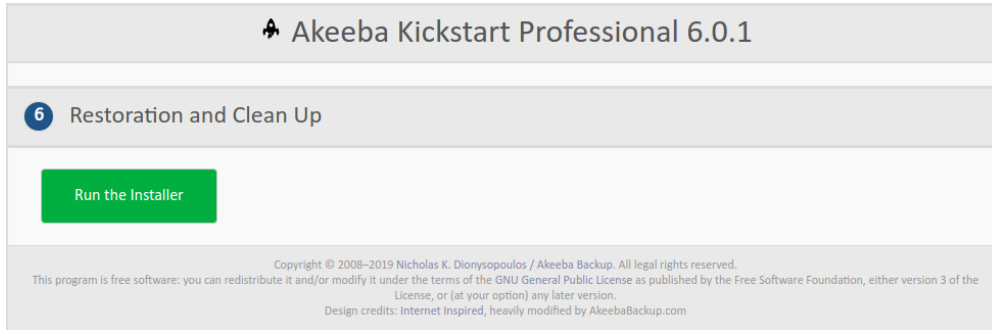 Akeeba Kickstart Professional 6.0.1
6 Restoration and Clean Up
Run the Installer
Copyright © 2008–2019 Nicholas K. Dionysopoulos / Akeeba Backup. All legal rights reserved.
This program is free software: you can redistribute it and/or modify it under the terms of the GNU General Public License as published by the Free Software Foundation, either version 3 of the
License, or (at your option) any later version.
Design credits: Internet Inspired, heavily modified by AkeebaBackup.com